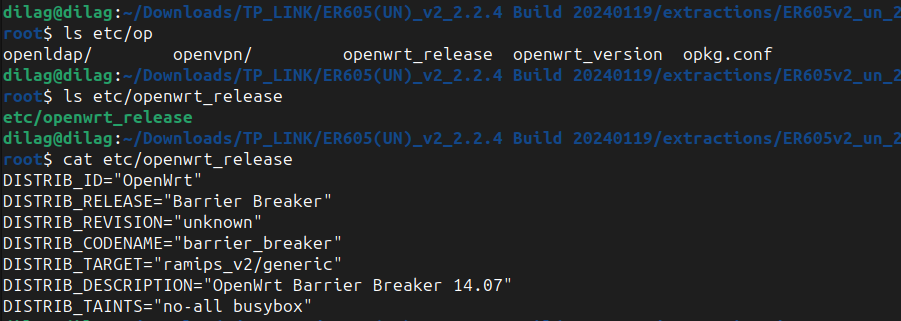 dilag@dilag:~/Downloads/TP_LINK/ER605(UN)_v2_2.2.4 Build 20240119/extractions/ER605v2_un_2
root$ ls etc/op
openldap/ openvpn/ openwrt_release openwrt_version opkg.conf
dilag@dilag:~/Downloads/TP_LINK/ER605(UN)_v2_2.2.4 Build 20240119/extractions/ER605v2_un_2
root$ ls etc/openwrt_release
etc/openwrt_release
dilag@dilag:~/Downloads/TP_LINK/ER605(UN)_v2_2.2.4 Build 20240119/extractions/ER605v2_un_2
root$ cat etc/openwrt_release
DISTRIB_ID="OpenWrt"
DISTRIB_RELEASE="Barrier Breaker"
DISTRIB_REVISION="unknown"
DISTRIB_CODENAME="barrier_breaker"
DISTRIB_TARGET="ramips_v2/generic"
DISTRIB_DESCRIPTION="OpenWrt Barrier Breaker 14.07"
DISTRIB_TAINTS="no-all busybox"